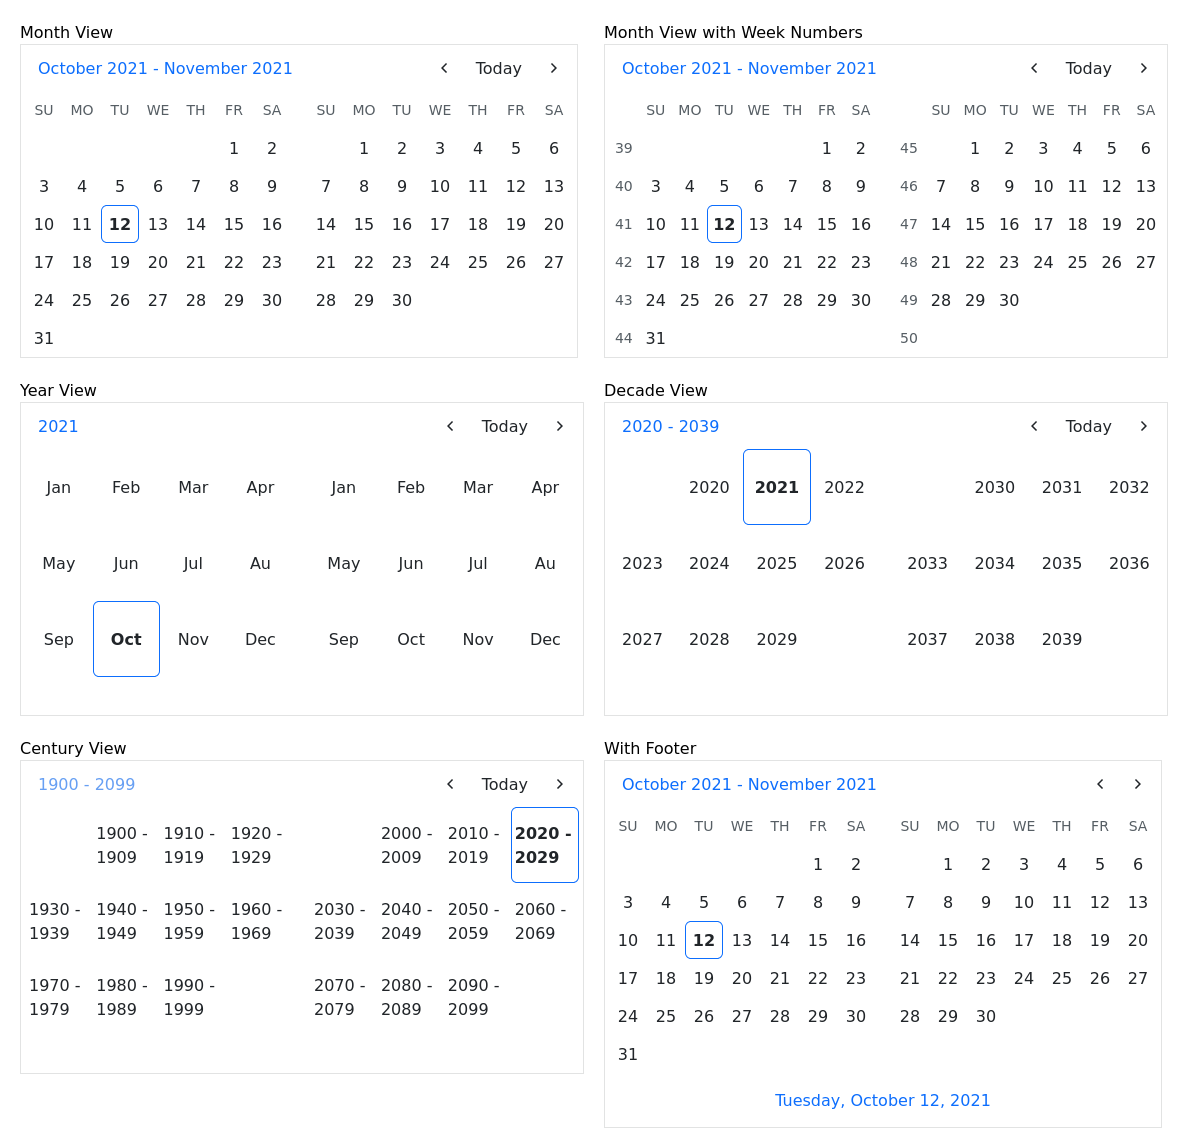 Month View
October 2021 - November 2021 Today
SU MO TU WE TH FR SA SU MO TU WE TH FR SA
1 2 1 2 3 4 5 6
3 4 5 6 7 8 9 7 8 9 10 11 12 13
10 11 12 13 14 15 16 14 15 16 17 18 19 20
17 18 19 20 21 22 23 21 22 23 24 25 26 27
24 25 26 27 28 29 30 28 29 30
31
Month View with Week Numbers
October 2021 - November 2021 Today
SU MO TU WE TH FR SA SU MO TU WE TH FR SA
39 1 2 45 1 2 3 4 5 6
40 3 4 5 6 7 8 9 46 7 8 9 10 11 12 13
41 10 11 12 13 14 15 16 47 14 15 16 17 18 19 20
42 17 18 19 20 21 22 23 48 21 22 23 24 25 26 27
43 24 25 26 27 28 29 30 49 28 29 30
44 31 50
Year View
2021 Today
Jan Feb Mar Apr Jan Feb Mar Apr
May Jun Jul Au May Jun Jul Au
Sep Oct Nov Dec Sep Oct Nov Dec
Decade View
2020 - 2039 Today
2020 2021 2022 2030 2031 2032
2023 2024 2025 2026 2033 2034 2035 2036
2027 2028 2029 2037 2038 2039
Century View
1900 - 2099 Today
1900 - 1910 - 1920 - 2000 - 2010 - 2020 -
1909 1919 1929 2009 2019 2029
1930 - 1940 - 1950 - 1960 - 2030 - 2040 - 2050 - 2060 -
1939 1949 1959 1969 2039 2049 2059 2069
1970 - 1980 - 1990 - 2070 - 2080 - 2090 -
1979 1989 1999 2079 2089 2099
With Footer
October 2021 - November 2021
SU MO TU WE TH FR SA SU MO TU WE TH FR SA
1 2 1 2 3 4 5 6
3 4 5 6 7 8 9 7 8 9 10 11 12 13
10 11 12 13 14 15 16 14 15 16 17 18 19 20
17 18 19 20 21 22 23 21 22 23 24 25 26 27
24 25 26 27 28 29 30 28 29 30
31
Tuesday, October 12, 2021